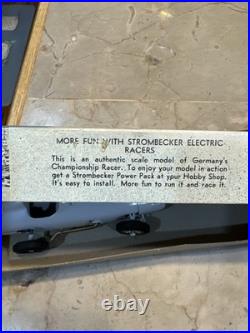 MORE FUN WITH STROMBECKER ELECTRIC
RACERS
This is an authentic scale model of Germany's
Championship Racer. To enjoy your model in action
get a Strombecker Power Pack at your Hobby Shop.
It's easy to install. More fun to run it and race it.